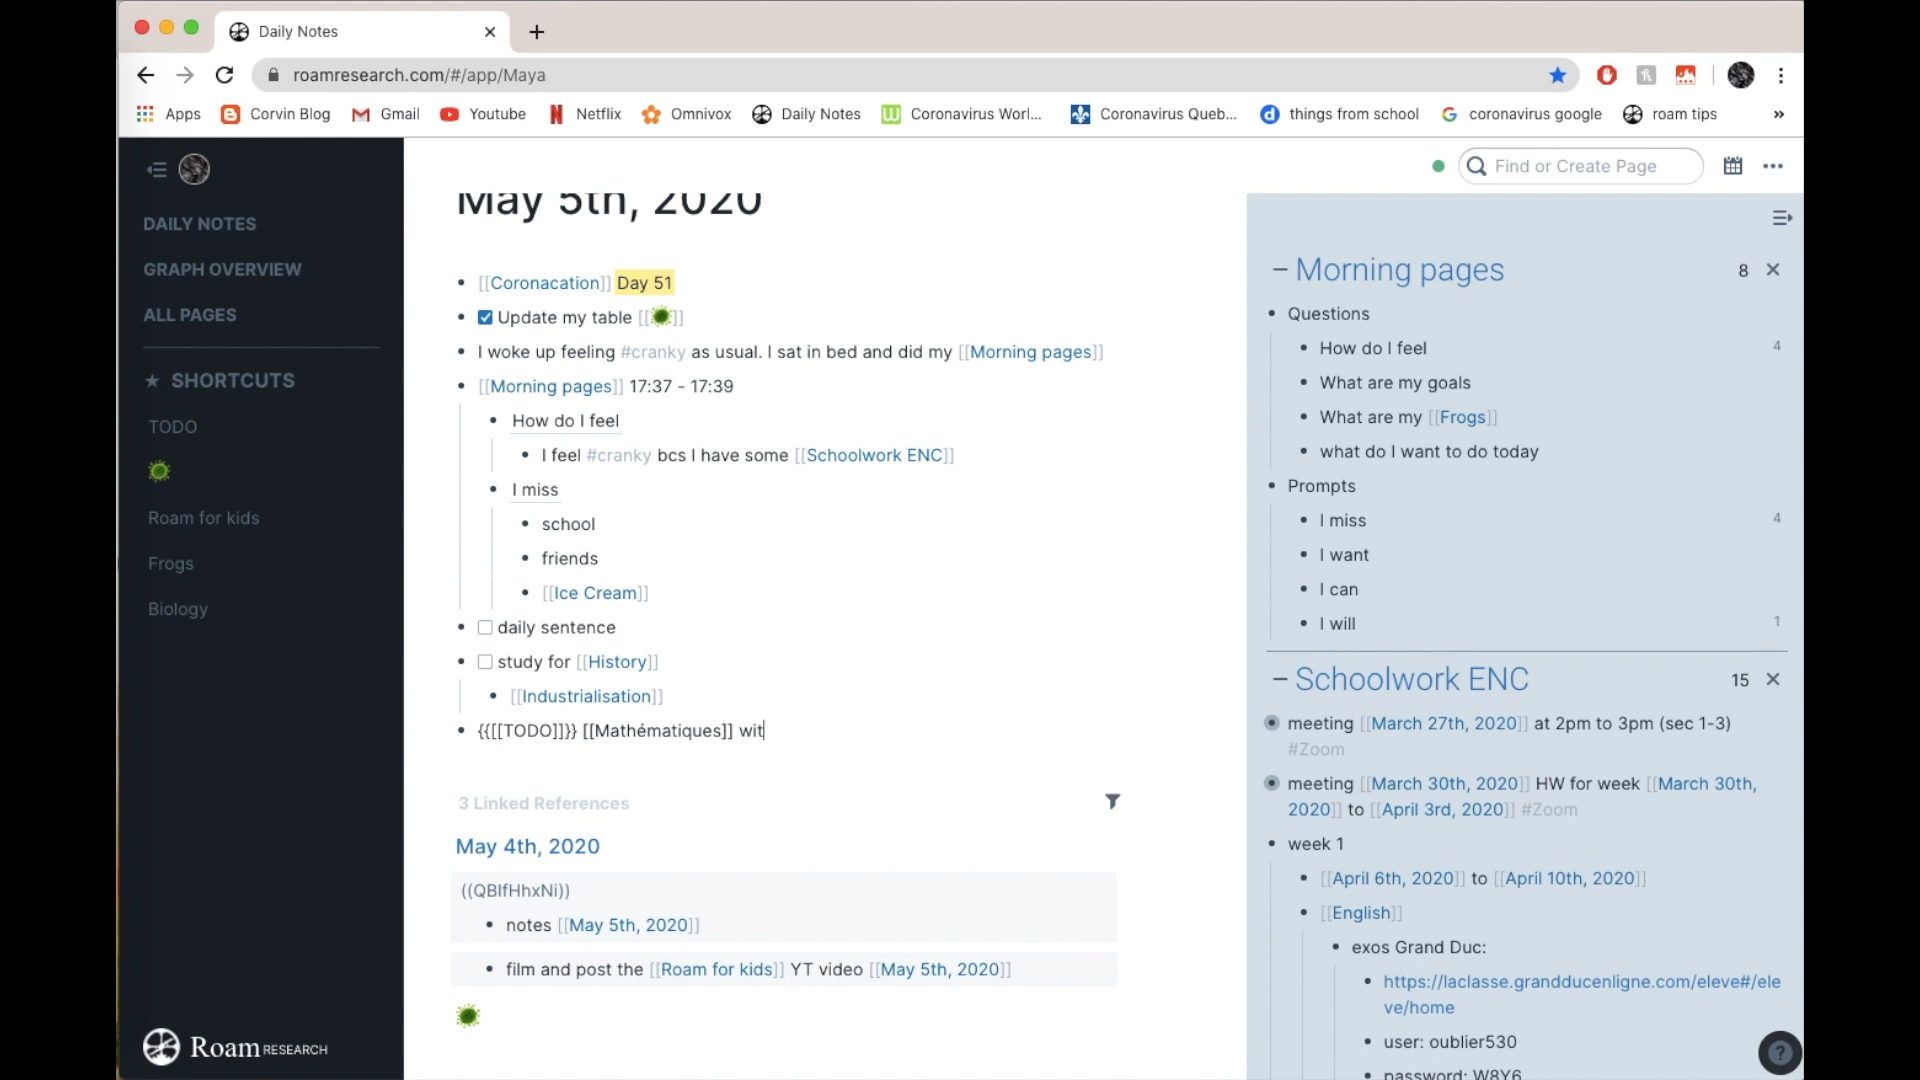 Daily Notes
roamresearch.com/#/app/Maya
Apps Corvin Blog Gmail Youtube Netflix Omnivox Daily Notes Coronavirus Worl... Coronavirus Queb... things from school coronavirus google roam tips »
Find or Create Page
DAILY NOTES
GRAPH OVERVIEW
ALL PAGES
★ SHORTCUTS
TODO
Roam for kids
Frogs
Biology
Roam RESEARCH
May 5th, 2020
[[Coronacation]] Day 51
Update my table [[🦠]]
I woke up feeling #cranky as usual. I sat in bed and did my [[Morning pages]]
[[Morning pages]] 17:37 - 17:39
How do I feel
I feel #cranky bcs I have some [[Schoolwork ENC]]
I miss
school
friends
[[Ice Cream]]
daily sentence
study for [[History]]
[[Industrialisation]]
{{[[TODO]]}} [[Mathématiques]] wit
3 Linked References
May 4th, 2020
((QBIfHhxNi))
notes [[May 5th, 2020]]
film and post the [[Roam for kids]] YT video [[May 5th, 2020]]
Morning pages 8
Questions
How do I feel 4
What are my goals
What are my [[Frogs]]
what do I want to do today
Prompts
I miss 4
I want
I can
I will 1
Schoolwork ENC 15
meeting [[March 27th, 2020]] at 2pm to 3pm (sec 1-3)
#Zoom
meeting [[March 30th, 2020]] HW for week [[March 30th,
2020]] to [[April 3rd, 2020]] #Zoom
week 1
[[April 6th, 2020]] to [[April 10th, 2020]]
[[English]]
exos Grand Duc:
https://laclasse.grandducenligne.com/eleve#/ele
ve/home
user: oublier530
password: W8Y6
?